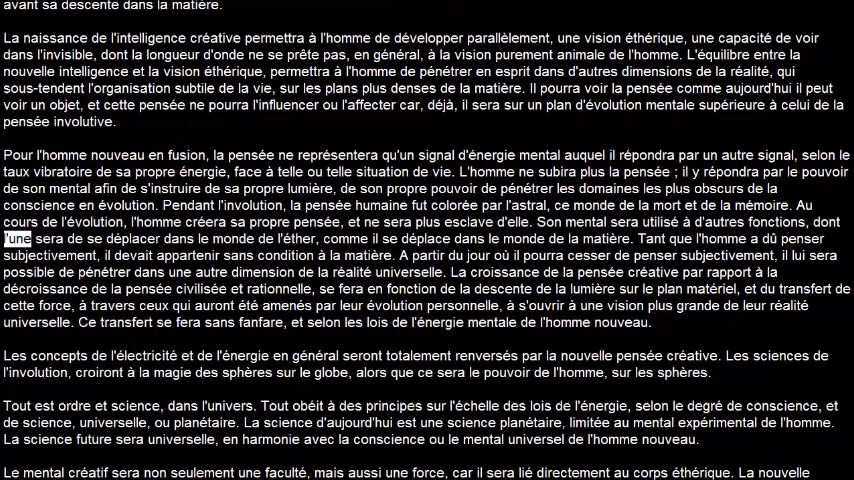 avant sa descente dans la matière.
La naissance de l'intelligence créative permettra à l'homme de développer parallèlement, une vision éthérique, une capacité de voir
dans l'invisible, dont la longueur d'onde ne se prête pas, en général, à la vision purement animale de l'homme. L'équilibre entre la
nouvelle intelligence et la vision éthérique, permettra à l'homme de pénétrer en esprit dans d'autres dimensions de la réalité, qui
sous-tendent l'organisation subtile de la vie, sur les plans plus denses de la matière. Il pourra voir la pensée comme aujourd'hui il peut
voir un objet, et cette pensée ne pourra l'influencer ou l'affecter car, déjà, il sera sur un plan d'évolution mentale supérieure à celui de la
pensée involutive.
Pour l'homme nouveau en fusion, la pensée ne représentera qu'un signal d'énergie mental auquel il répondra par un autre signal, selon le
taux vibratoire de sa propre énergie, face à telle ou telle situation de vie. L'homme ne subira plus la pensée ; il y répondra par le pouvoir
de son mental afin de s'instruire de sa propre lumière, de son propre pouvoir de pénétrer les domaines les plus obscurs de la
conscience en évolution. Pendant l'involution, la pensée humaine fut colorée par l'astral, ce monde de la mort et de la mémoire. Au
cours de l'évolution, l'homme créera sa propre pensée, et ne sera plus esclave d'elle. Son mental sera utilisé à d'autres fonctions, dont
l'une sera de se déplacer dans le monde de l'éther, comme il se déplace dans le monde de la matière. Tant que l'homme a dû penser
subjectivement, il devait appartenir sans condition à la matière. A partir du jour où il pourra cesser de penser subjectivement, il lui sera
possible de pénétrer dans une autre dimension de la réalité universelle. La croissance de la pensée créative par rapport à la
décroissance de la pensée civilisée et rationnelle, se fera en fonction de la descente de la lumière sur le plan matériel, et du transfert de
cette force, à travers ceux qui auront été amenés par leur évolution personnelle, à s'ouvrir à une vision plus grande de leur réalité
universelle. Ce transfert se fera sans fanfare, et selon les lois de l'énergie mentale de l'homme nouveau.
Les concepts de l'électricité et de l'énergie en général seront totalement renversés par la nouvelle pensée créative. Les sciences de
l'involution, croiront à la magie des sphères sur le globe, alors que ce sera le pouvoir de l'homme, sur les sphères.
Tout est ordre et science, dans l'univers. Tout obéit à des principes sur l'échelle des lois de l'énergie, selon le degré de conscience, et
de science, universelle, ou planétaire. La science d'aujourd'hui est une science planétaire, limitée au mental expérimental de l'homme.
La science future sera universelle, en harmonie avec la conscience ou le mental universel de l'homme nouveau.
Le mental créatif sera non seulement une faculté, mais aussi une force, car il sera lié directement au corps éthérique. La nouvelle